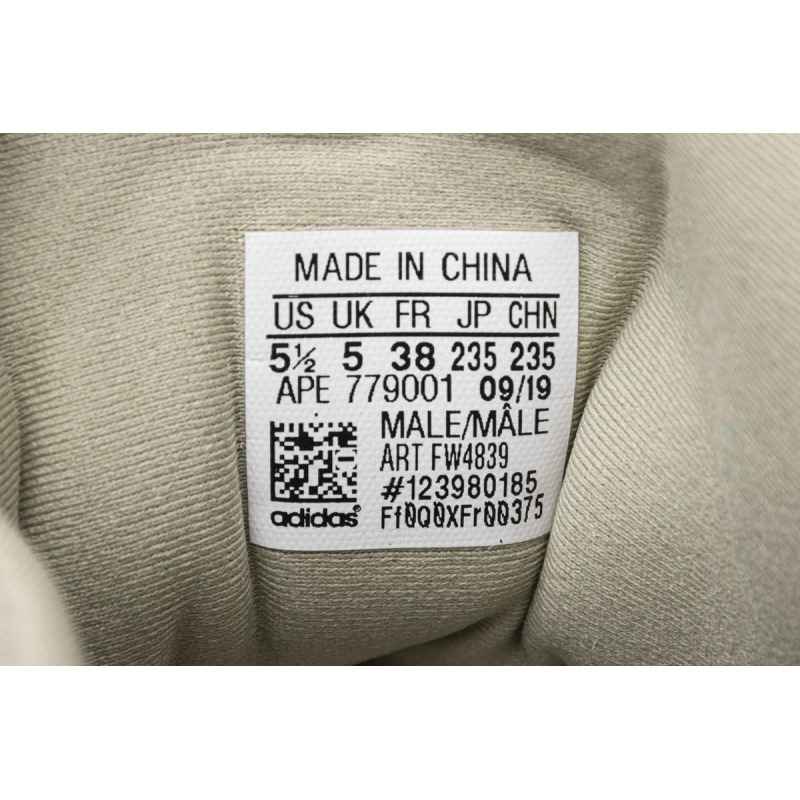 MADE IN CHINA
US UK FR JP CHN
5½ 5 38 235 235
APE 779001 09/19
MALE/MÂLE
ART FW4839
#123980185
adidas® Ff0Q0XFr00375